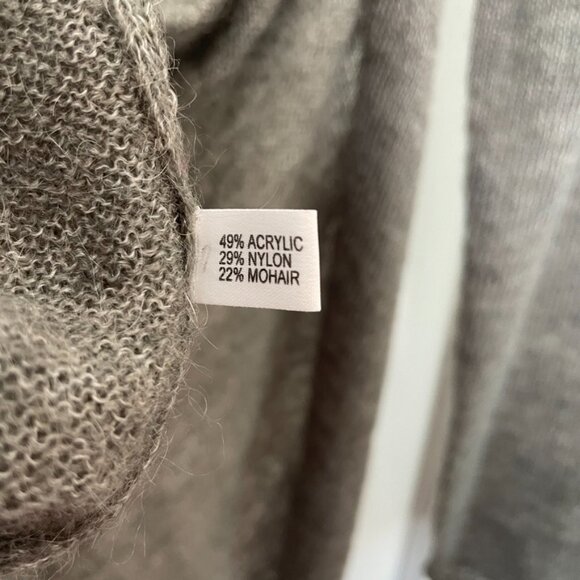 49% ACRYLIC
29% NYLON
22% MOHAIR